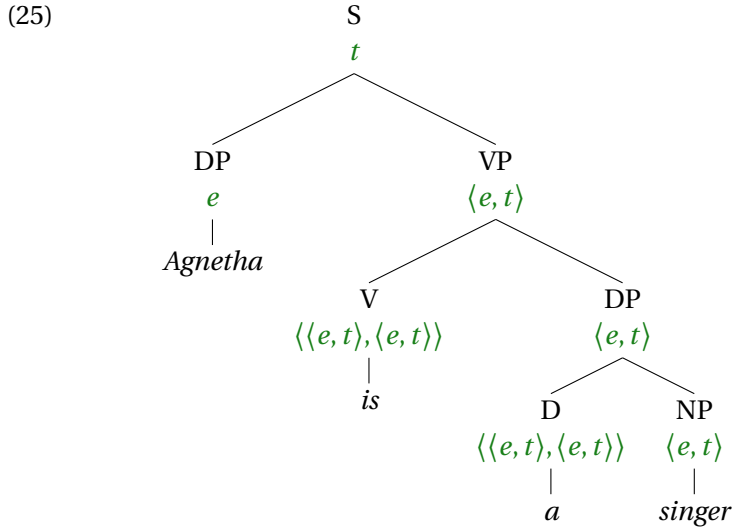 (25) S
t
DP VP
e ⟨e, t⟩
Agnetha
V DP
⟨⟨e, t⟩,⟨e, t⟩⟩ ⟨e, t⟩
is
D NP
⟨⟨e, t⟩,⟨e, t⟩⟩ ⟨e, t⟩
a singer